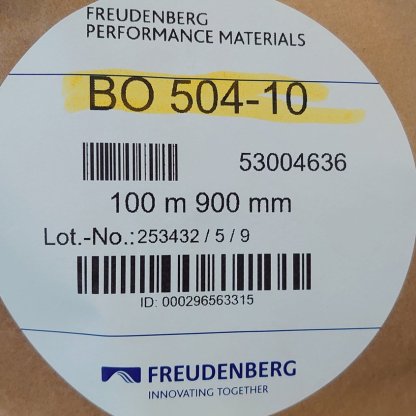 FREUDENBERG
PERFORMANCE MATERIALS
BO 504-10
53004636
100 m 900 mm
Lot.-No.: 253432 / 5 / 9
ID: 000296563315
FREUDENBERG
INNOVATING TOGETHER